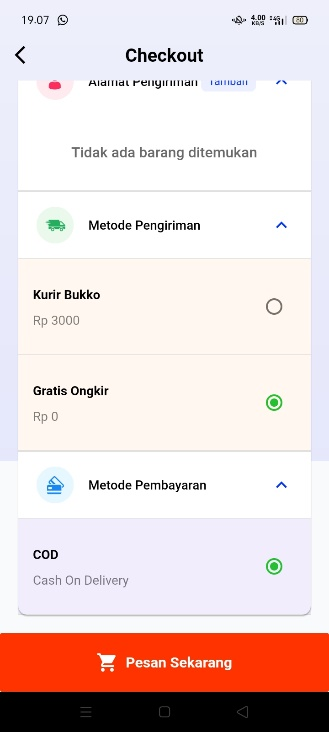 19.07
4.00
KB/S
4G
80
Checkout
Alamat Pengiriman
Tambah
Tidak ada barang ditemukan
Metode Pengiriman
Kurir Bukko
Rp 3000
Gratis Ongkir
Rp 0
Metode Pembayaran
COD
Cash On Delivery
Pesan Sekarang